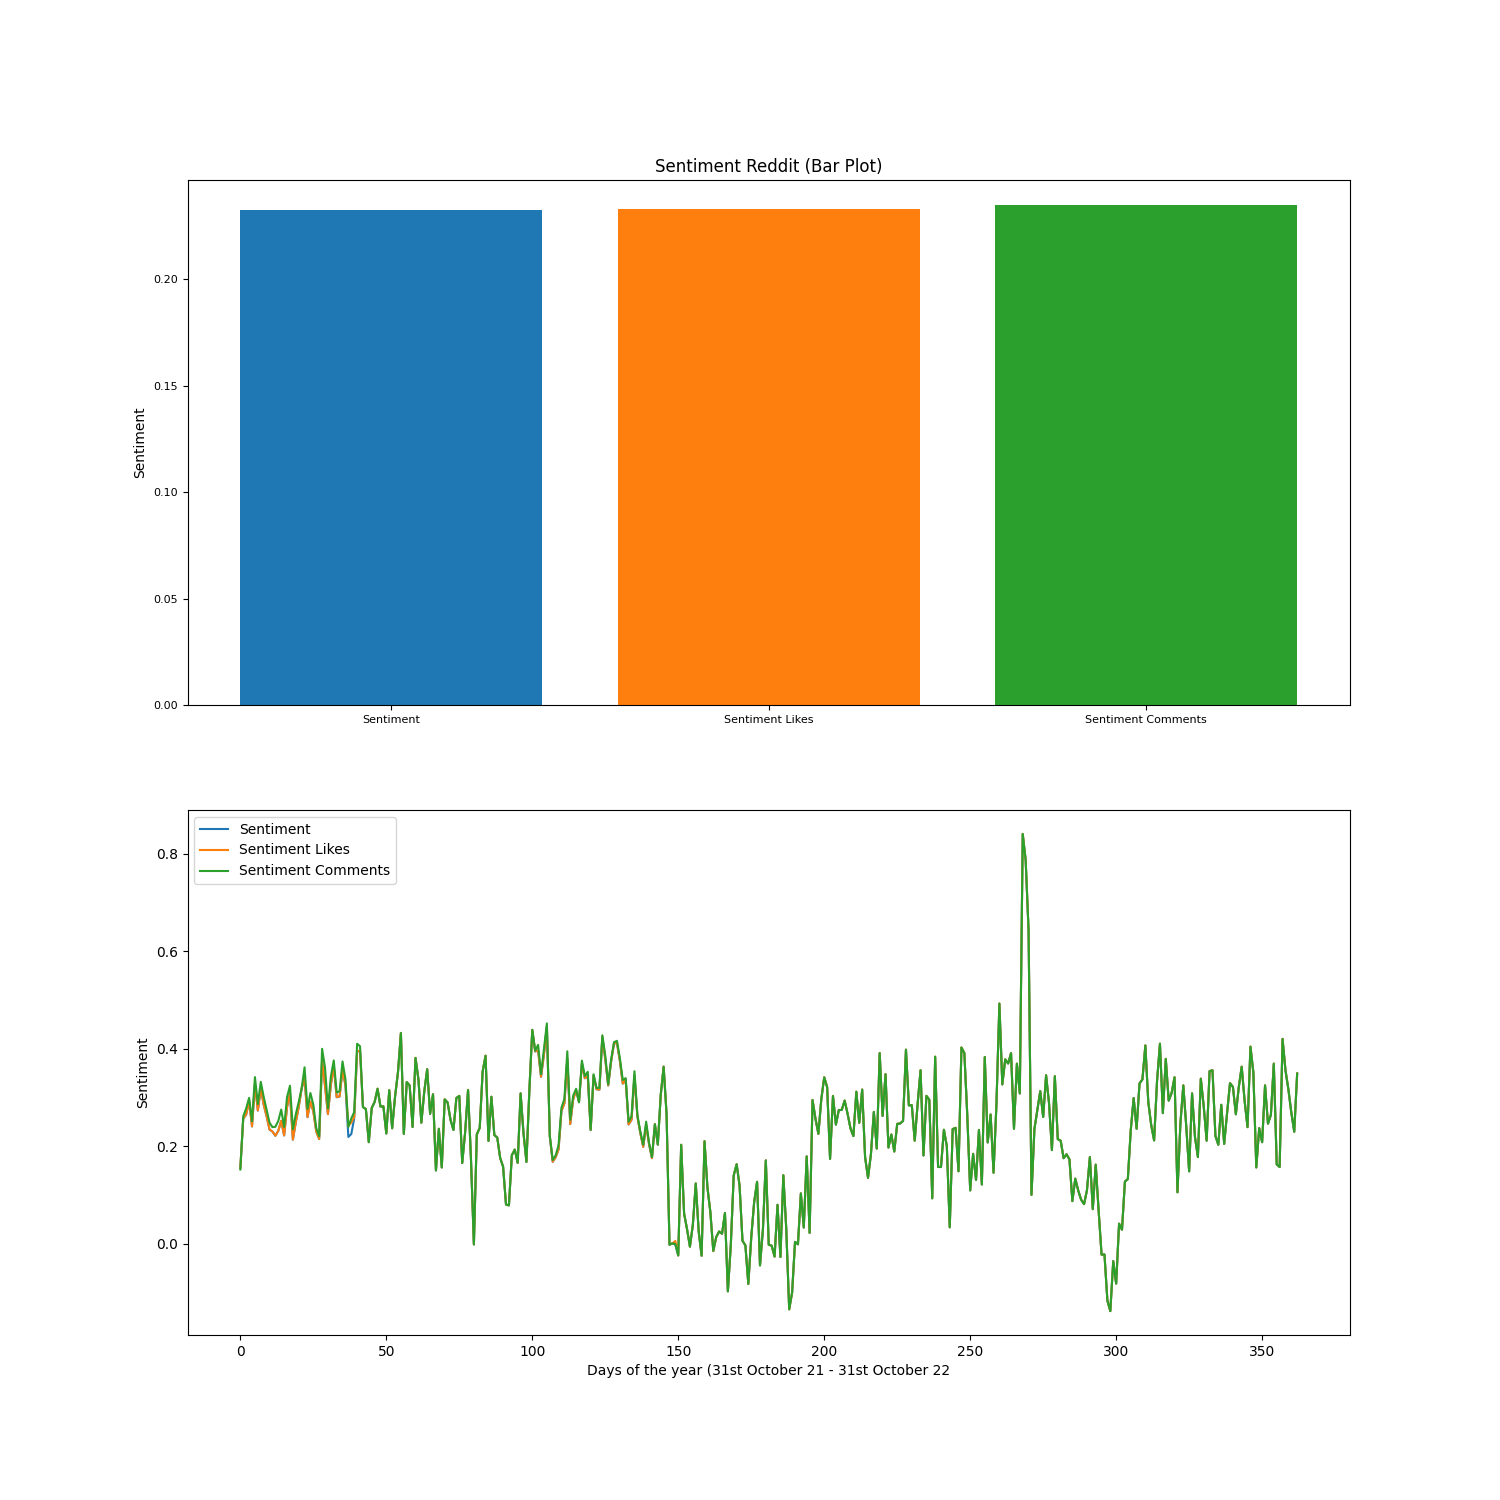 Sentiment Reddit (Bar Plot)
0.20
0.15
0.10
0.05
0.00
Sentiment
Sentiment
Sentiment Likes
Sentiment Comments
Sentiment
Sentiment Likes
Sentiment Comments
0.8
0.6
0.4
0.2
0.0
Sentiment
0
50
100
150
200
250
300
350
Days of the year (31st October 21 - 31st October 22